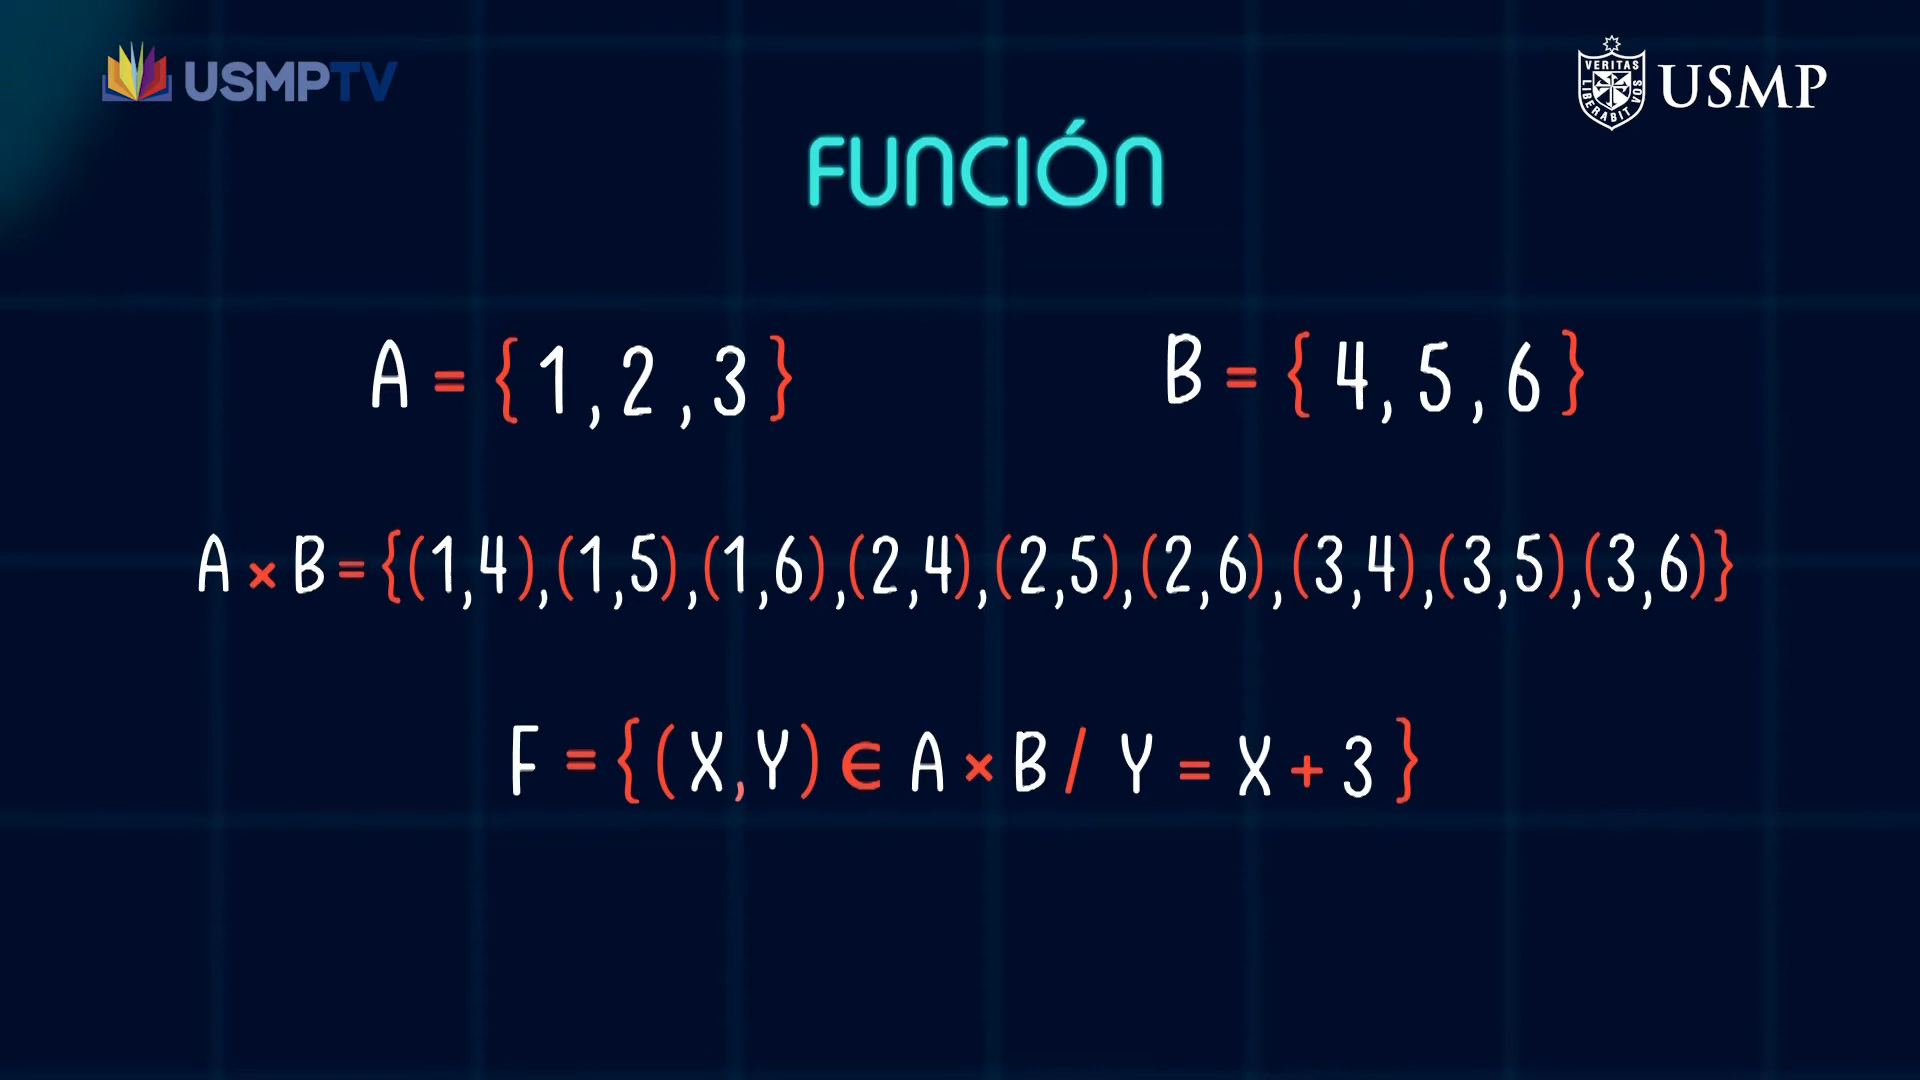 USMPTV
VERITAS LIBERABIT VOS
USMP
FUNCIÓN
A = { 1 , 2 , 3 }
B = { 4 , 5 , 6 }
A × B = {(1,4),(1,5),(1,6),(2,4),(2,5),(2,6),(3,4),(3,5),(3,6)}
F = {( X , Y ) ∈ A × B / Y = X + 3 }